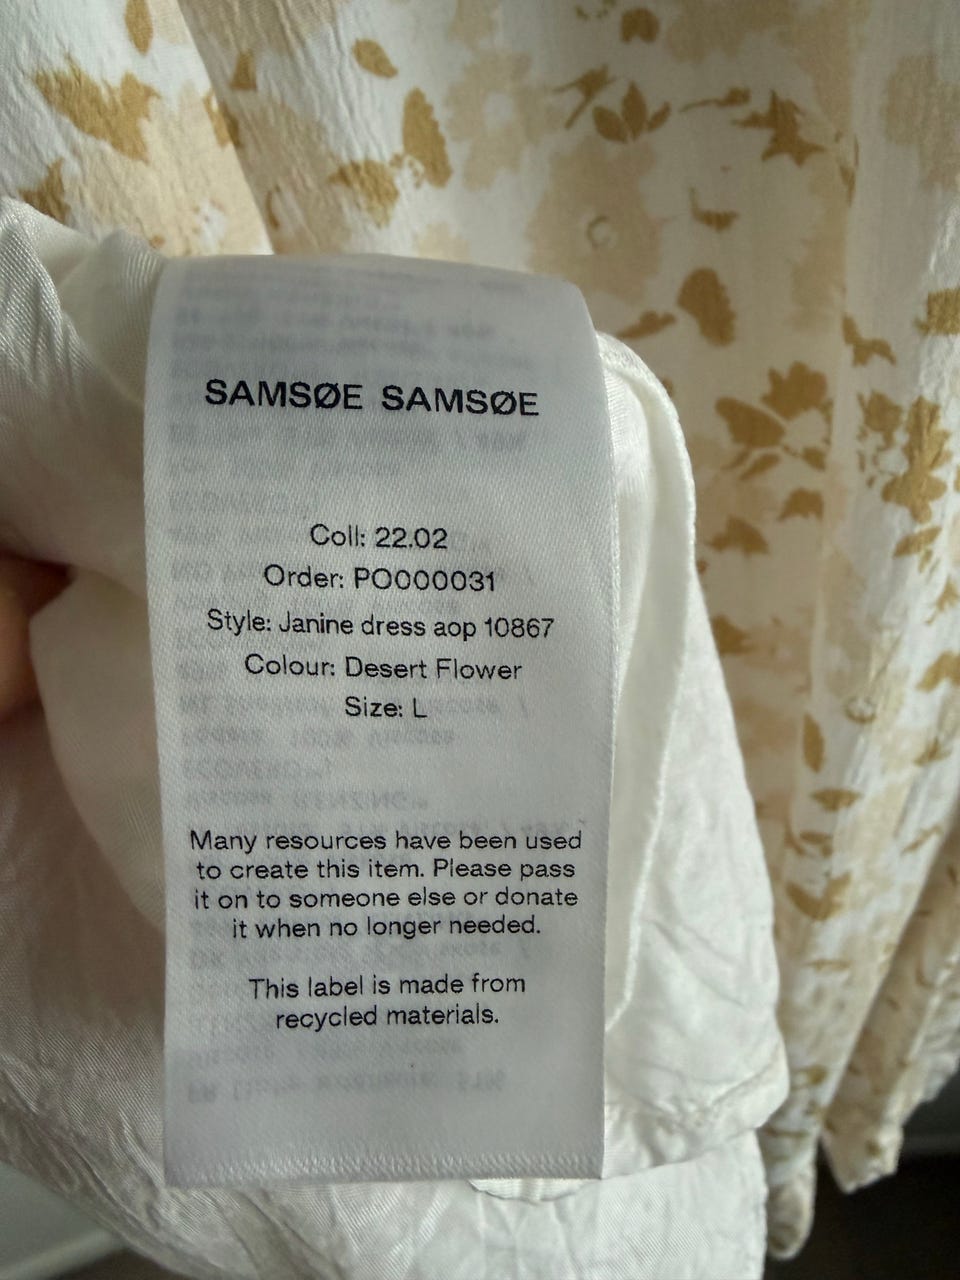 SAMSØE SAMSØE
Coll: 22.02
Order: PO000031
Style: Janine dress aop 10867
Colour: Desert Flower
Size: L
Many resources have been used
to create this item. Please pass
it on to someone else or donate
it when no longer needed.
This label is made from
recycled materials.